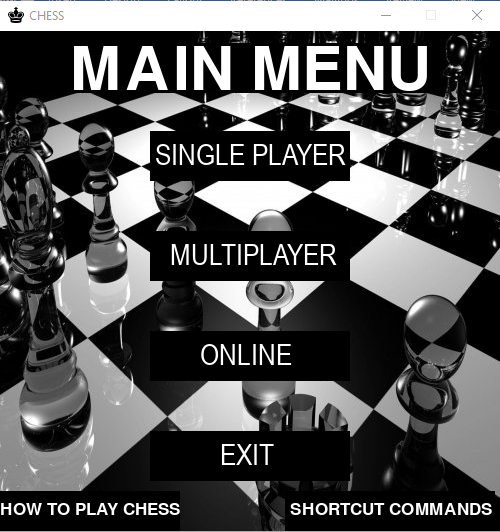 CHESS
MAIN MENU
SINGLE PLAYER
MULTIPLAYER
ONLINE
EXIT
HOW TO PLAY CHESS
SHORTCUT COMMANDS